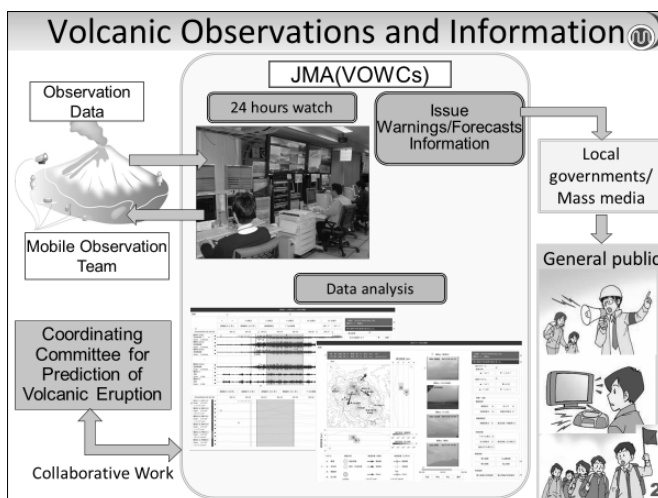 Volcanic Observations and Information
JMA(VOWCs)
Observation
Data
24 hours watch
Issue
Warnings/Forecasts
Information
Local
governments/
Mass media
Mobile Observation
Team
General public
Data analysis
Coordinating
Committee for
Prediction of
Volcanic Eruption
Collaborative Work
2